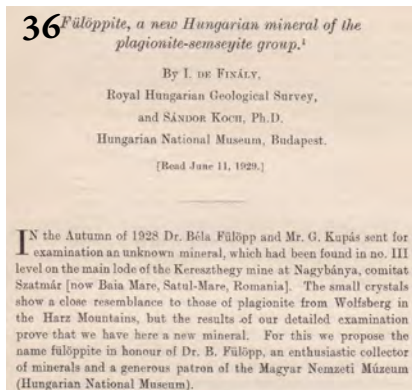 36 Fülöppite, a new Hungarian mineral of the
plagionite-semseyite group.¹
By I. DE FINÁLY,
Royal Hungarian Geological Survey,
and SÁNDOR KOCH, Ph.D.
Hungarian National Museum, Budapest.
[Read June 11, 1929.]
IN the Autumn of 1928 Dr. Béla Fülöpp and Mr. G. Kupás sent for
examination an unknown mineral, which had been found in no. III
level on the main lode of the Kereszthegy mine at Nagybánya, comitat
Szatmár [now Baia Mare, Satul-Mare, Romania]. The small crystals
show a close resemblance to those of plagionite from Wolfsberg in
the Harz Mountains, but the results of our detailed examination
prove that we have here a new mineral. For this we propose the
name fülöppite in honour of Dr. B. Fülöpp, an enthusiastic collector
of minerals and a generous patron of the Magyar Nemzeti Múzeum
(Hungarian National Museum).